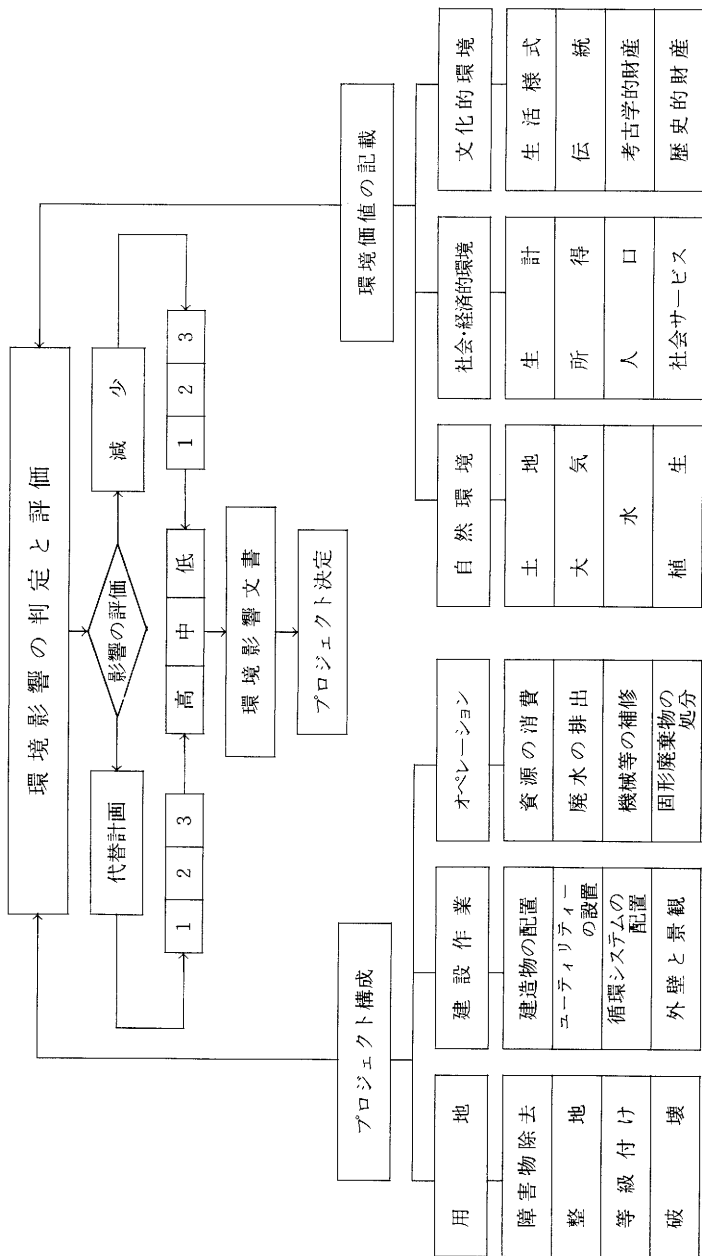 環境影響の判定と評価
影響の評価
代替計画
減少
1 2 3
高 中 低
1 2 3
環境影響文書
プロジェクト決定
プロジェクト構成
用地
障害物除去
整地
等級付け
破壊
建設作業
建造物の配置
ユーティリティー
の設置
循環システムの
配置
外壁と景観
オペレーション
資源の消費
廃水の排出
機械等の補修
固形廃棄物の
処分
環境価値の記載
自然環境
土地
大気
水
植生
社会・経済的環境
生計
所得
人口
社会サービス
文化的環境
生活様式
伝統
考古学的財産
歴史的財産